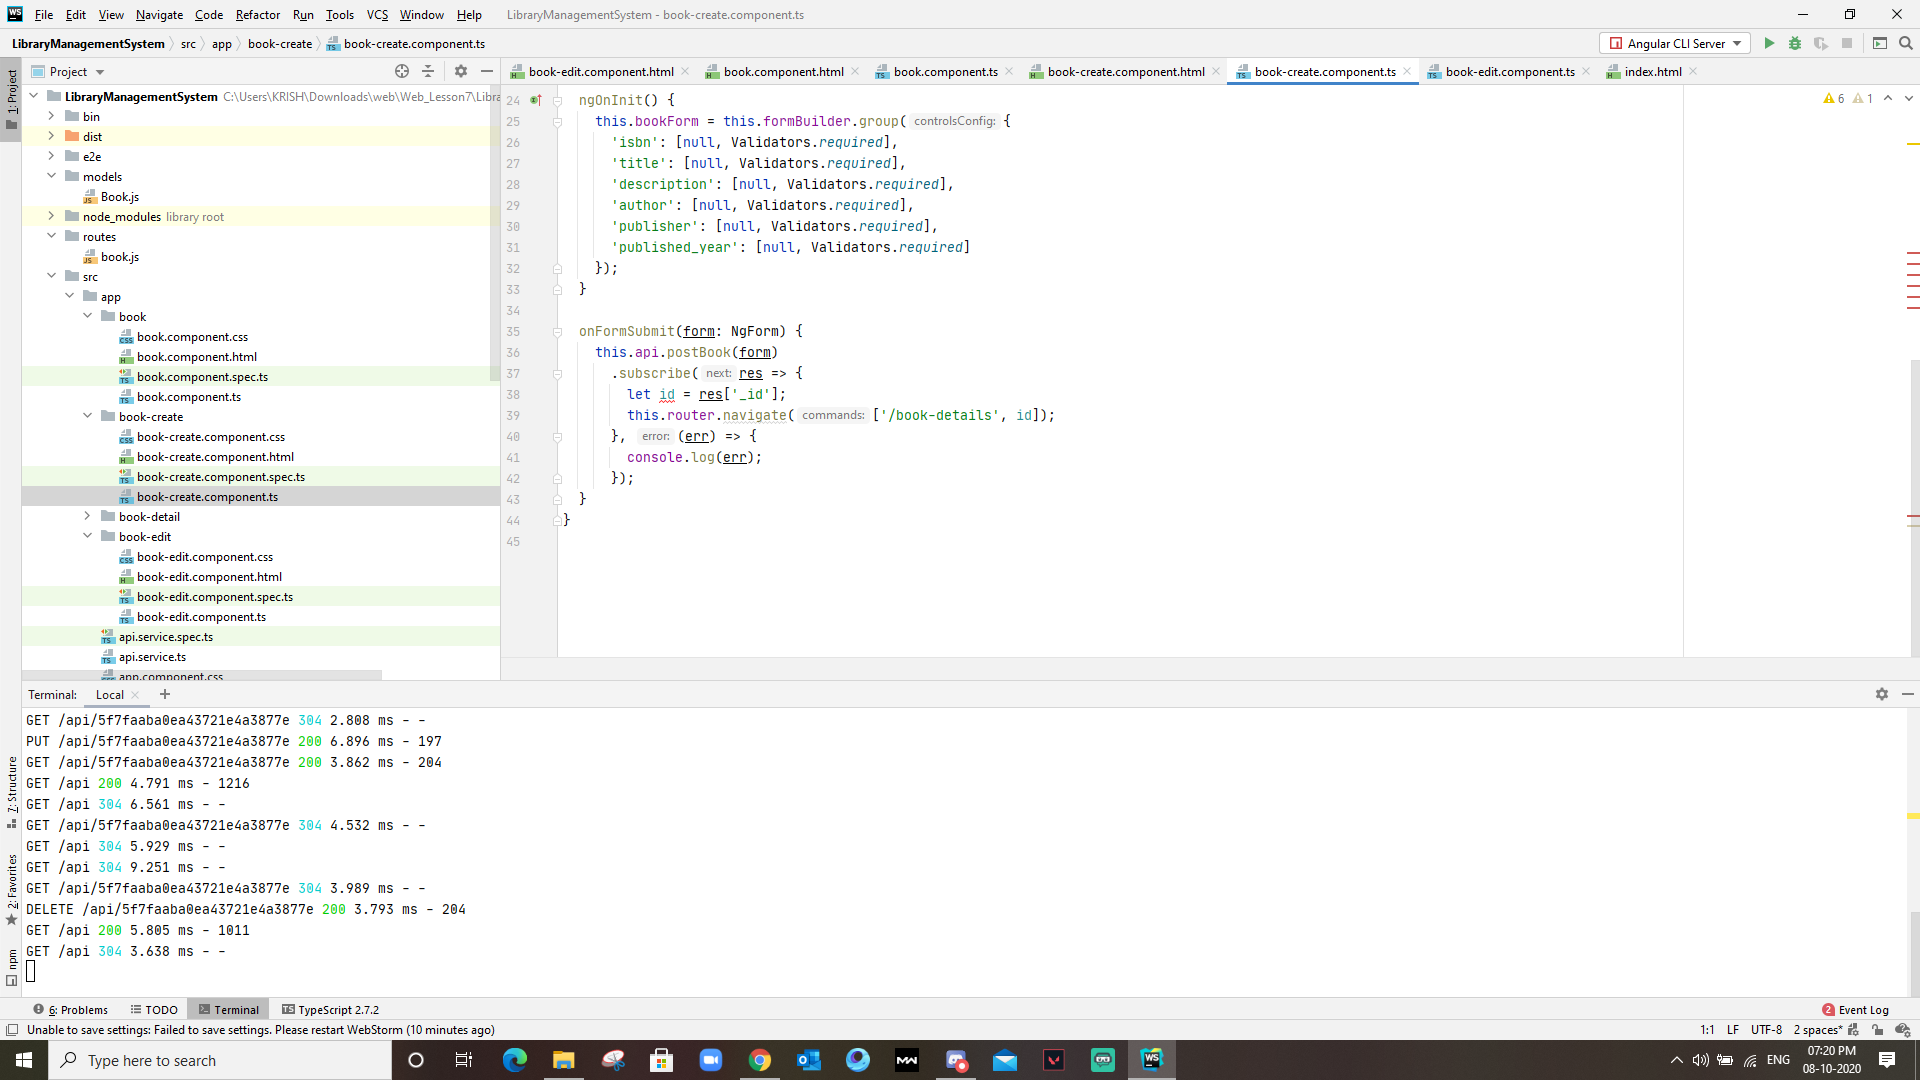 File Edit View Navigate Code Refactor Run Tools VCS Window Help LibraryManagementSystem - book-create.component.ts
LibraryManagementSystem src app book-create book-create.component.ts
Angular CLI Server
1: Project
Project
book-edit.component.html book.component.html book.component.ts book-create.component.html book-create.component.ts book-edit.component.ts index.html
LibraryManagementSystem C:\Users\KRISH\Downloads\web\Web_Lesson7\Libra
bin
dist
e2e
models
Book.js
node_modules library root
routes
book.js
src
app
book
book.component.css
book.component.html
book.component.spec.ts
book.component.ts
book-create
book-create.component.css
book-create.component.html
book-create.component.spec.ts
book-create.component.ts
book-detail
book-edit
book-edit.component.css
book-edit.component.html
book-edit.component.spec.ts
book-edit.component.ts
api.service.spec.ts
api.service.ts
app.component.css
6 1
24 ngOnInit() {
25 this.bookForm = this.formBuilder.group( controlsConfig: {
26 'isbn': [null, Validators.required],
27 'title': [null, Validators.required],
28 'description': [null, Validators.required],
29 'author': [null, Validators.required],
30 'publisher': [null, Validators.required],
31 'published_year': [null, Validators.required]
32 });
33 }
34
35 onFormSubmit(form: NgForm) {
36 this.api.postBook(form)
37 .subscribe( next: res => {
38 let id = res['_id'];
39 this.router.navigate( commands: ['/book-details', id]);
40 }, error: (err) => {
41 console.log(err);
42 });
43 }
44 }
45
Terminal: Local +
GET /api/5f7faaba0ea43721e4a3877e 304 2.808 ms - -
PUT /api/5f7faaba0ea43721e4a3877e 200 6.896 ms - 197
GET /api/5f7faaba0ea43721e4a3877e 200 3.862 ms - 204
GET /api 200 4.791 ms - 1216
GET /api 304 6.561 ms - -
GET /api/5f7faaba0ea43721e4a3877e 304 4.532 ms - -
GET /api 304 5.929 ms - -
GET /api 304 9.251 ms - -
GET /api/5f7faaba0ea43721e4a3877e 304 3.989 ms - -
DELETE /api/5f7faaba0ea43721e4a3877e 200 3.793 ms - 204
GET /api 200 5.805 ms - 1011
GET /api 304 3.638 ms - -
7: Structure
2: Favorites
npm
6: Problems TODO Terminal TypeScript 2.7.2 2 Event Log
Unable to save settings: Failed to save settings. Please restart WebStorm (10 minutes ago) 1:1 LF UTF-8 2 spaces*
Type here to search
ENG
07:20 PM
08-10-2020